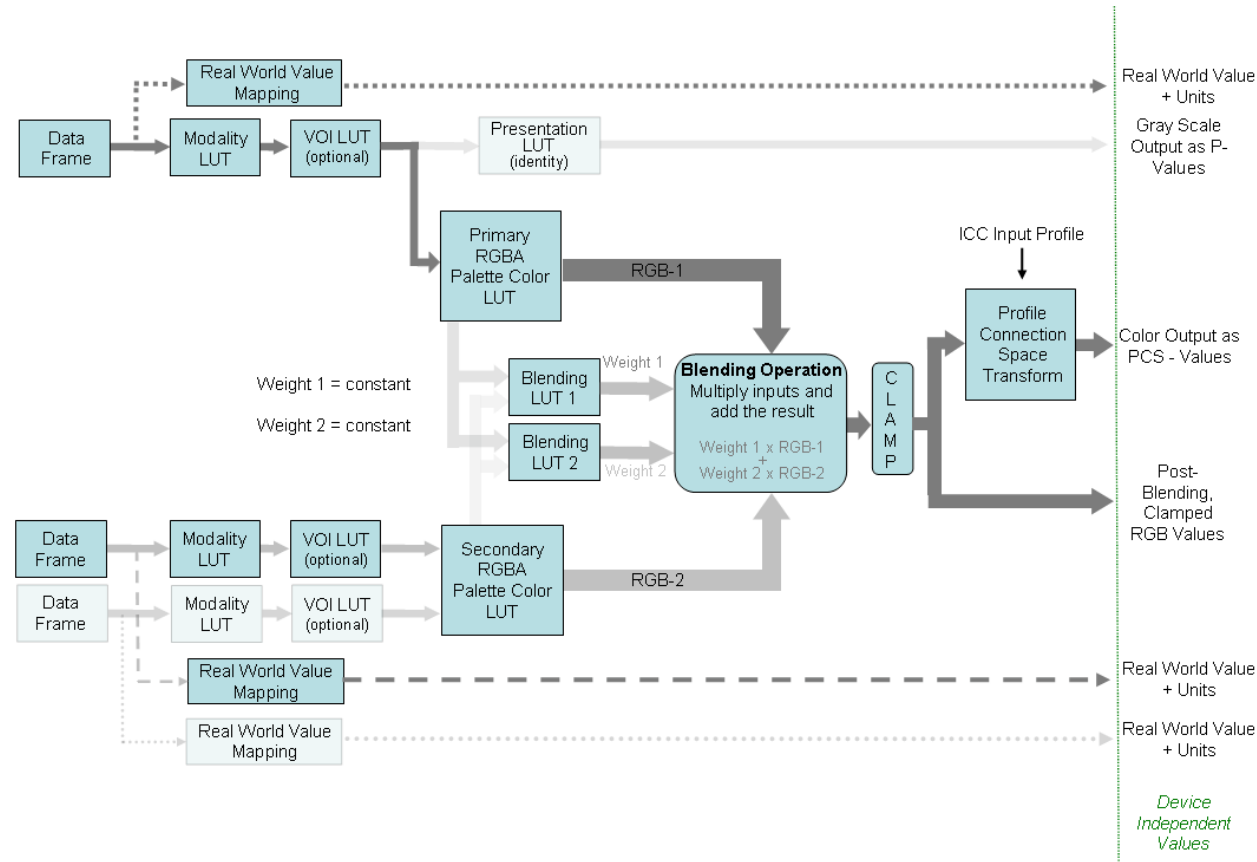 Real World Value
Mapping
Real World Value
+ Units
Data
Frame
Modality
LUT
VOI LUT
(optional)
Presentation
LUT
(identity)
Gray Scale
Output as P-
Values
Primary
RGBA
Palette Color
LUT
RGB-1
ICC Input Profile
Profile
Connection
Space
Transform
Color Output as
PCS - Values
Weight 1 = constant
Weight 2 = constant
Blending
LUT 1
Weight 1
Blending
LUT 2
Weight 2
Blending Operation
Multiply inputs and
add the result
Weight 1 x RGB-1
+
Weight 2 x RGB-2
C
L
A
M
P
Post-
Blending,
Clamped
RGB Values
Data
Frame
Modality
LUT
VOI LUT
(optional)
Secondary
RGBA
Palette Color
LUT
RGB-2
Data
Frame
Modality
LUT
VOI LUT
(optional)
Real World Value
Mapping
Real World Value
+ Units
Real World Value
Mapping
Real World Value
+ Units
Device
Independent
Values